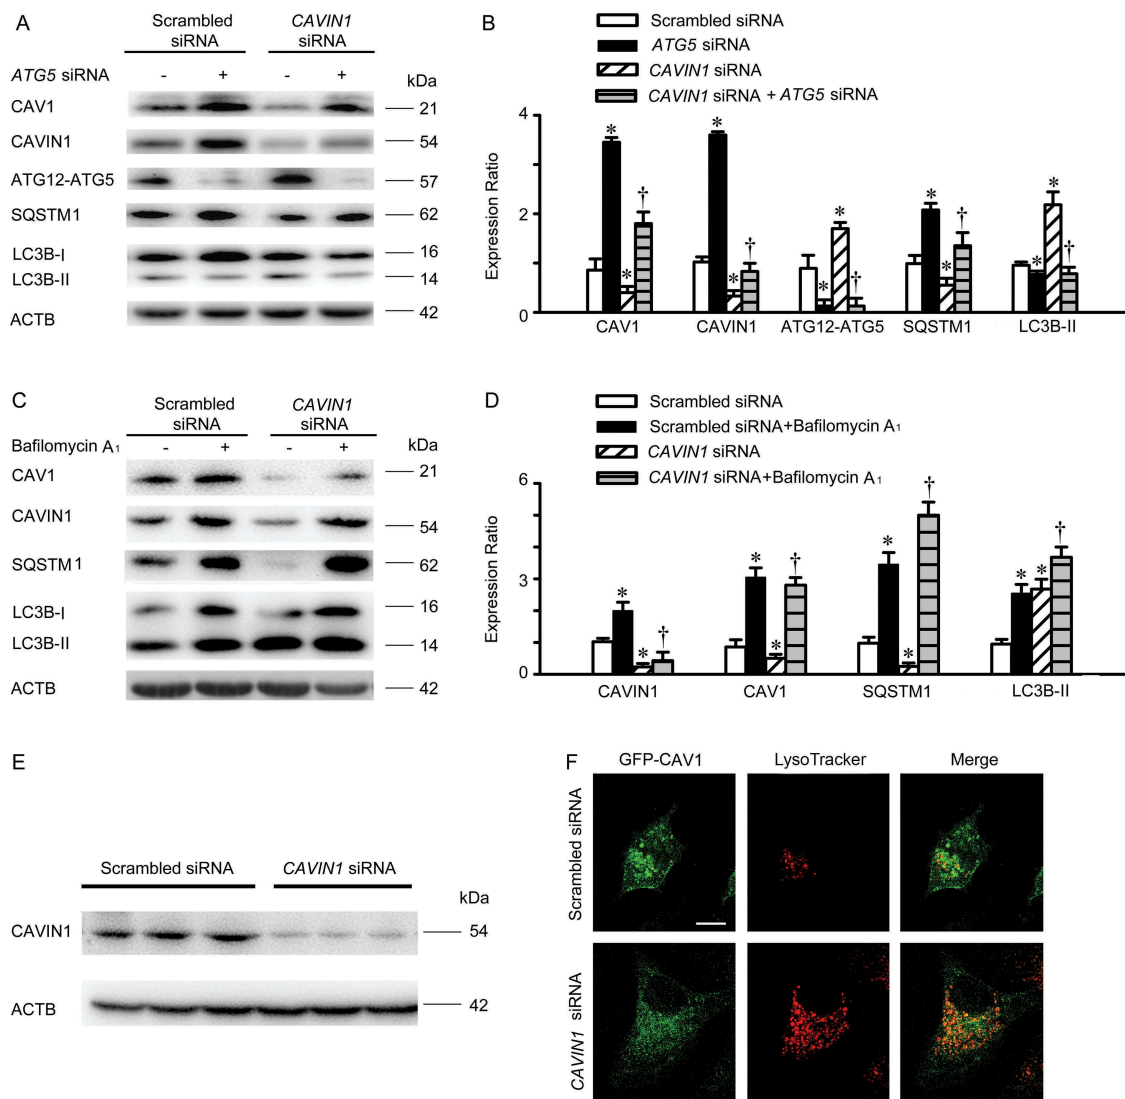 A
Scrambled siRNA
CAVIN1 siRNA
ATG5 siRNA - + - + kDa
CAV1 21
CAVIN1 54
ATG12-ATG5 57
SQSTM1 62
LC3B-I 16
LC3B-II 14
ACTB 42
B
Scrambled siRNA
ATG5 siRNA
CAVIN1 siRNA
CAVIN1 siRNA + ATG5 siRNA
Expression Ratio
4
2
0
* * † * * † * * † * * † * * †
CAV1 CAVIN1 ATG12-ATG5 SQSTM1 LC3B-II
C
Scrambled siRNA
CAVIN1 siRNA
Bafilomycin A1 - + - + kDa
CAV1 21
CAVIN1 54
SQSTM1 62
LC3B-I 16
LC3B-II 14
ACTB 42
D
Scrambled siRNA
Scrambled siRNA+Bafilomycin A1
CAVIN1 siRNA
CAVIN1 siRNA+Bafilomycin A1
Expression Ratio
6
3
0
* * † * * † * * † * * †
CAVIN1 CAV1 SQSTM1 LC3B-II
E
Scrambled siRNA CAVIN1 siRNA
kDa
CAVIN1 54
ACTB 42
F
GFP-CAV1 LysoTracker Merge
Scrambled siRNA
CAVIN1 siRNA